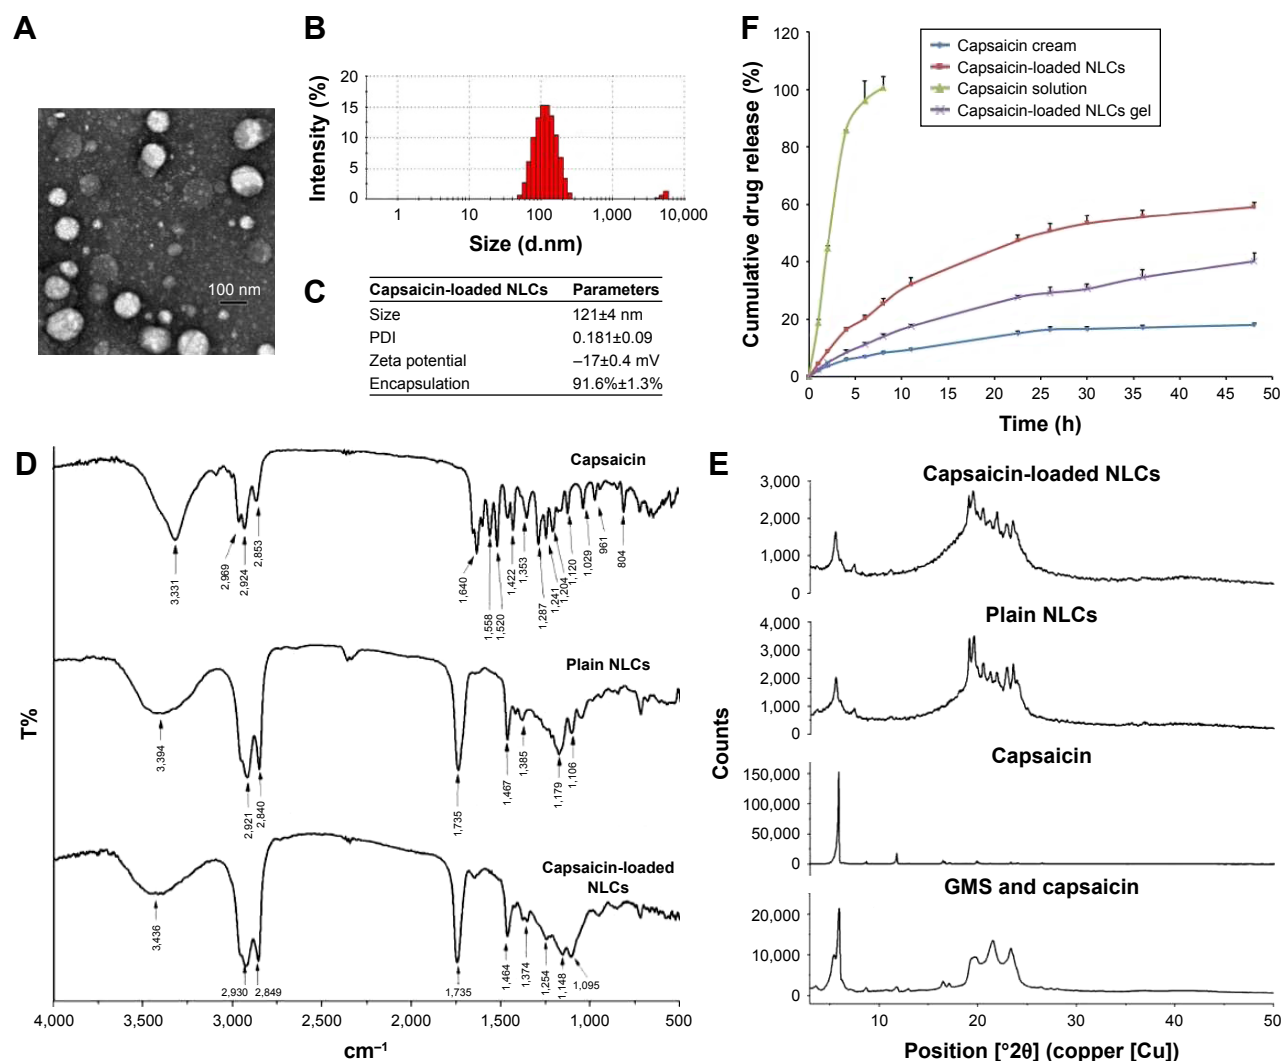 A
100 nm
B
Intensity (%)
20
15
10
5
0
1
10
100
1,000
10,000
Size (d.nm)
C
Capsaicin-loaded NLCs Parameters
Size 121±4 nm
PDI 0.181±0.09
Zeta potential –17±0.4 mV
Encapsulation 91.6%±1.3%
F
Cumulative drug release (%)
120
100
80
60
40
20
0
Capsaicin cream
Capsaicin-loaded NLCs
Capsaicin solution
Capsaicin-loaded NLCs gel
0 5 10 15 20 25 30 35 40 45 50
Time (h)
D
T%
Capsaicin
3,331
2,969
2,924
2,853
1,640
1,558
1,520
1,422
1,353
1,287
1,241
1,204
1,120
1,029
961
804
Plain NLCs
3,394
2,921
2,840
1,735
1,467
1,385
1,179
1,106
Capsaicin-loaded
NLCs
3,436
2,930
2,849
1,735
1,464
1,374
1,254
1,148
1,095
4,000 3,500 3,000 2,500 2,000 1,500 1,000 500
cm⁻¹
E
Counts
Capsaicin-loaded NLCs
3,000
2,000
1,000
0
Plain NLCs
4,000
3,000
2,000
1,000
0
Capsaicin
150,000
100,000
50,000
0
GMS and capsaicin
20,000
10,000
0
10 20 30 40 50
Position [°2θ] (copper [Cu])